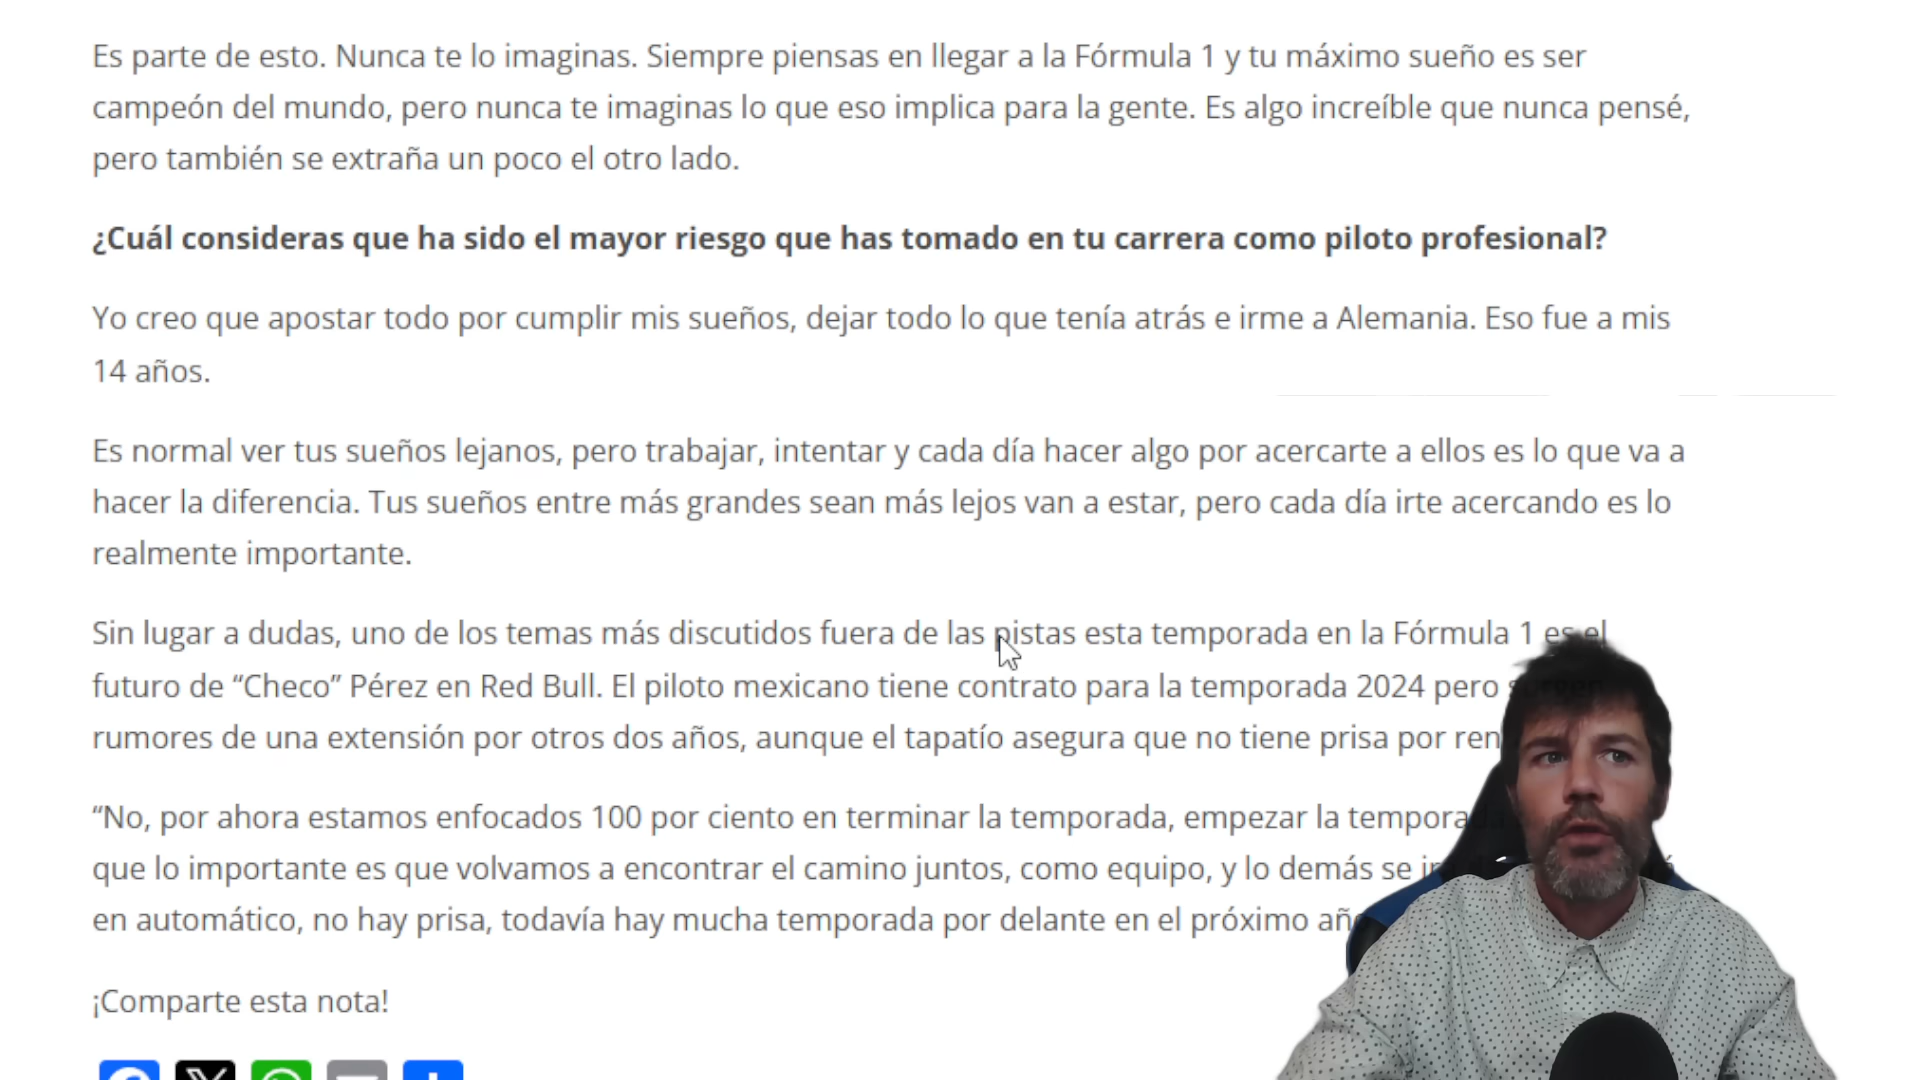 Es parte de esto. Nunca te lo imaginas. Siempre piensas en llegar a la Fórmula 1 y tu máximo sueño es ser
campeón del mundo, pero nunca te imaginas lo que eso implica para la gente. Es algo increíble que nunca pensé,
pero también se extraña un poco el otro lado.
¿Cuál consideras que ha sido el mayor riesgo que has tomado en tu carrera como piloto profesional?
Yo creo que apostar todo por cumplir mis sueños, dejar todo lo que tenía atrás e irme a Alemania. Eso fue a mis
14 años.
Es normal ver tus sueños lejanos, pero trabajar, intentar y cada día hacer algo por acercarte a ellos es lo que va a
hacer la diferencia. Tus sueños entre más grandes sean más lejos van a estar, pero cada día irte acercando es lo
realmente importante.
Sin lugar a dudas, uno de los temas más discutidos fuera de las pistas esta temporada en la Fórmula 1 es el
futuro de “Checo” Pérez en Red Bull. El piloto mexicano tiene contrato para la temporada 2024 pero surgen
rumores de una extensión por otros dos años, aunque el tapatío asegura que no tiene prisa por
“No, por ahora estamos enfocados 100 por ciento en terminar la temporada, empezar la
que lo importante es que volvamos a encontrar el camino juntos, como equipo, y lo demás se
en automático, no hay prisa, todavía hay mucha temporada por delante en el próximo
¡Comparte esta nota!